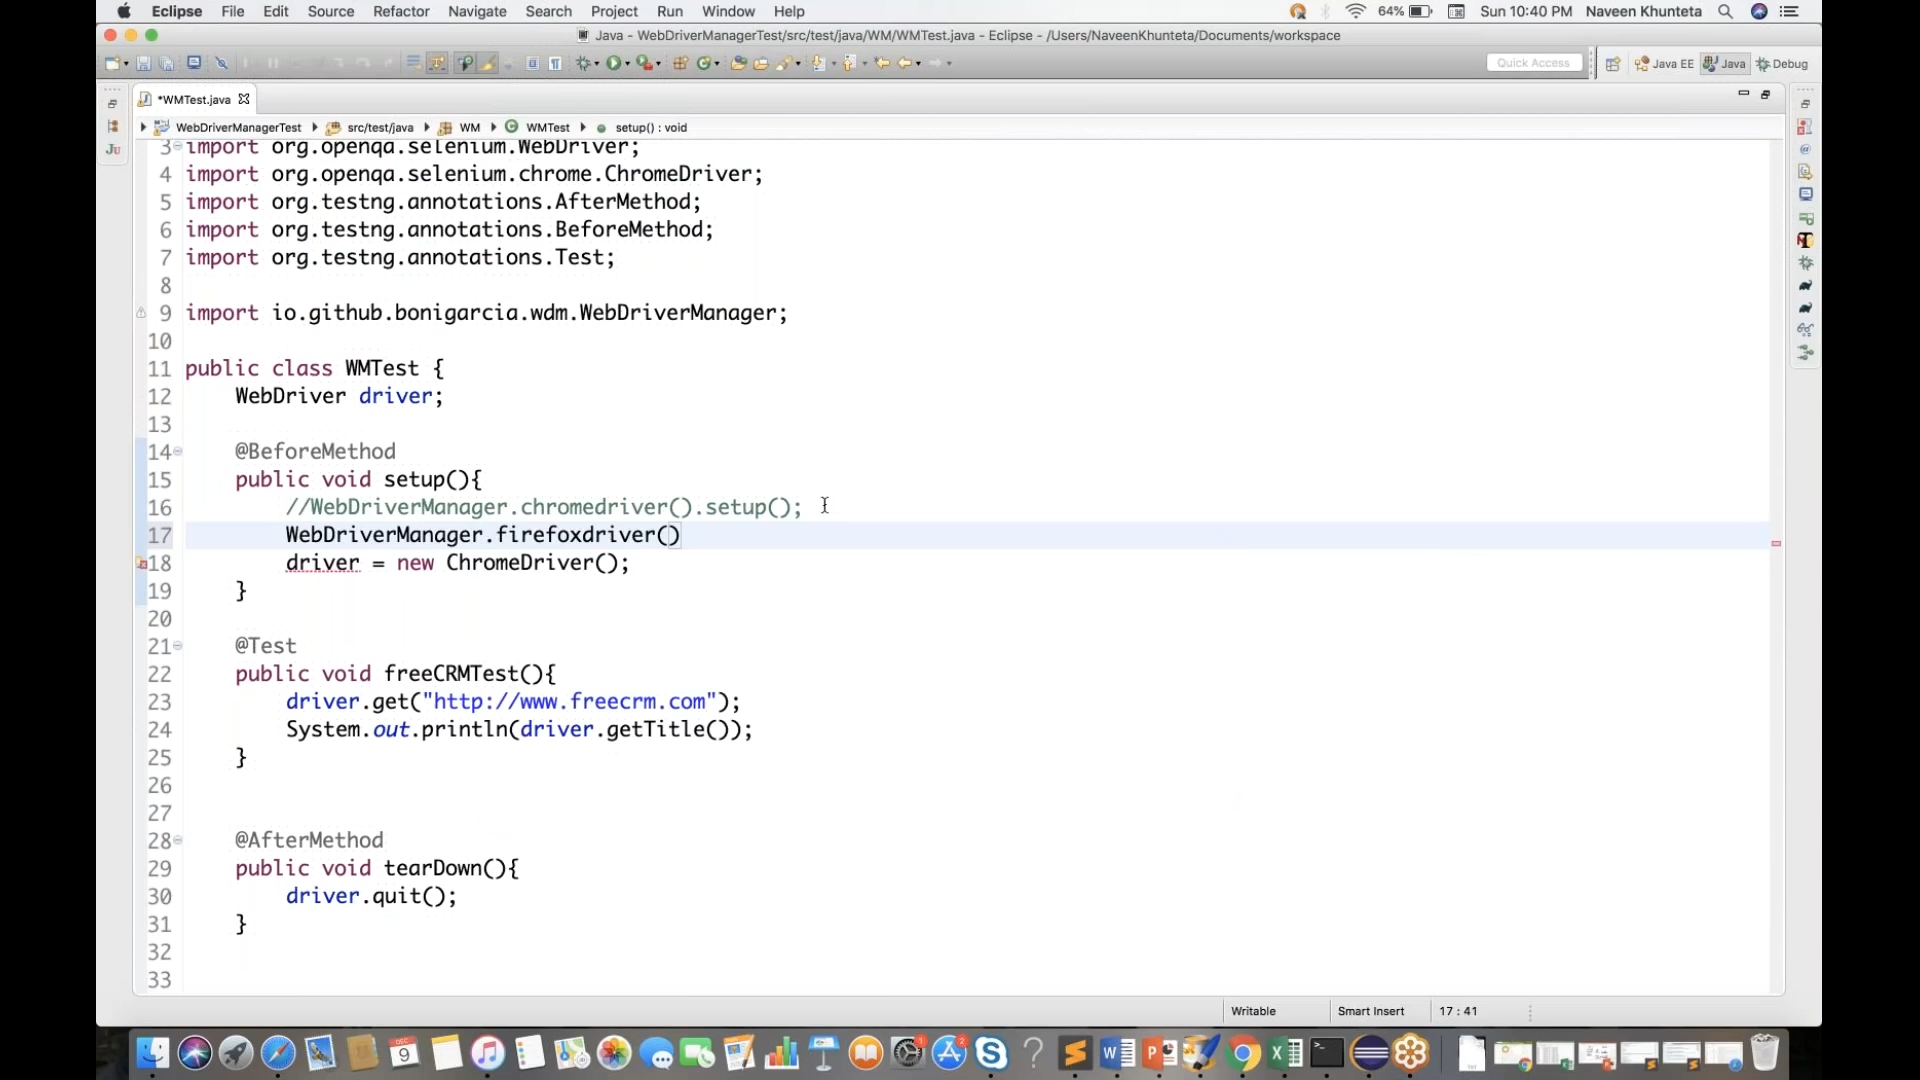 Eclipse File Edit Source Refactor Navigate Search Project Run Window Help 64% Sun 10:40 PM Naveen Khunteta
Java - WebDriverManagerTest/src/test/java/WM/WMTest.java - Eclipse - /Users/NaveenKhunteta/Documents/workspace
Quick Access Java EE Java Debug
*WMTest.java
WebDriverManagerTest src/test/java WM WMTest setup() : void
3 import org.openqa.selenium.WebDriver;
4 import org.openqa.selenium.chrome.ChromeDriver;
5 import org.testng.annotations.AfterMethod;
6 import org.testng.annotations.BeforeMethod;
7 import org.testng.annotations.Test;
8
9 import io.github.bonigarcia.wdm.WebDriverManager;
10
11 public class WMTest {
12 WebDriver driver;
13
14 @BeforeMethod
15 public void setup(){
16 //WebDriverManager.chromedriver().setup();
17 WebDriverManager.firefoxdriver()
18 driver = new ChromeDriver();
19 }
20
21 @Test
22 public void freeCRMTest(){
23 driver.get("http://www.freecrm.com");
24 System.out.println(driver.getTitle());
25 }
26
27
28 @AfterMethod
29 public void tearDown(){
30 driver.quit();
31 }
32
33
Writable Smart Insert 17 : 41